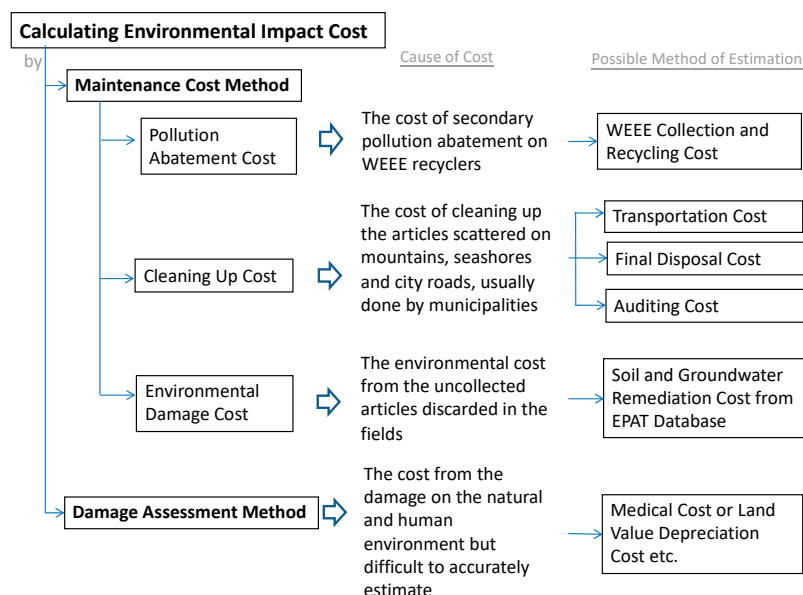 Calculating Environmental Impact Cost
by
Cause of Cost
Possible Method of Estimation
Maintenance Cost Method
Pollution
Abatement Cost
The cost of secondary
pollution abatement on
WEEE recyclers
WEEE Collection and
Recycling Cost
Cleaning Up Cost
The cost of cleaning up
the articles scattered on
mountains, seashores
and city roads, usually
done by municipalities
Transportation Cost
Final Disposal Cost
Auditing Cost
Environmental
Damage Cost
The environmental cost
from the uncollected
articles discarded in the
fields
Soil and Groundwater
Remediation Cost from
EPAT Database
Damage Assessment Method
The cost from the
damage on the natural
and human
environment but
difficult to accurately
estimate
Medical Cost or Land
Value Depreciation
Cost etc.